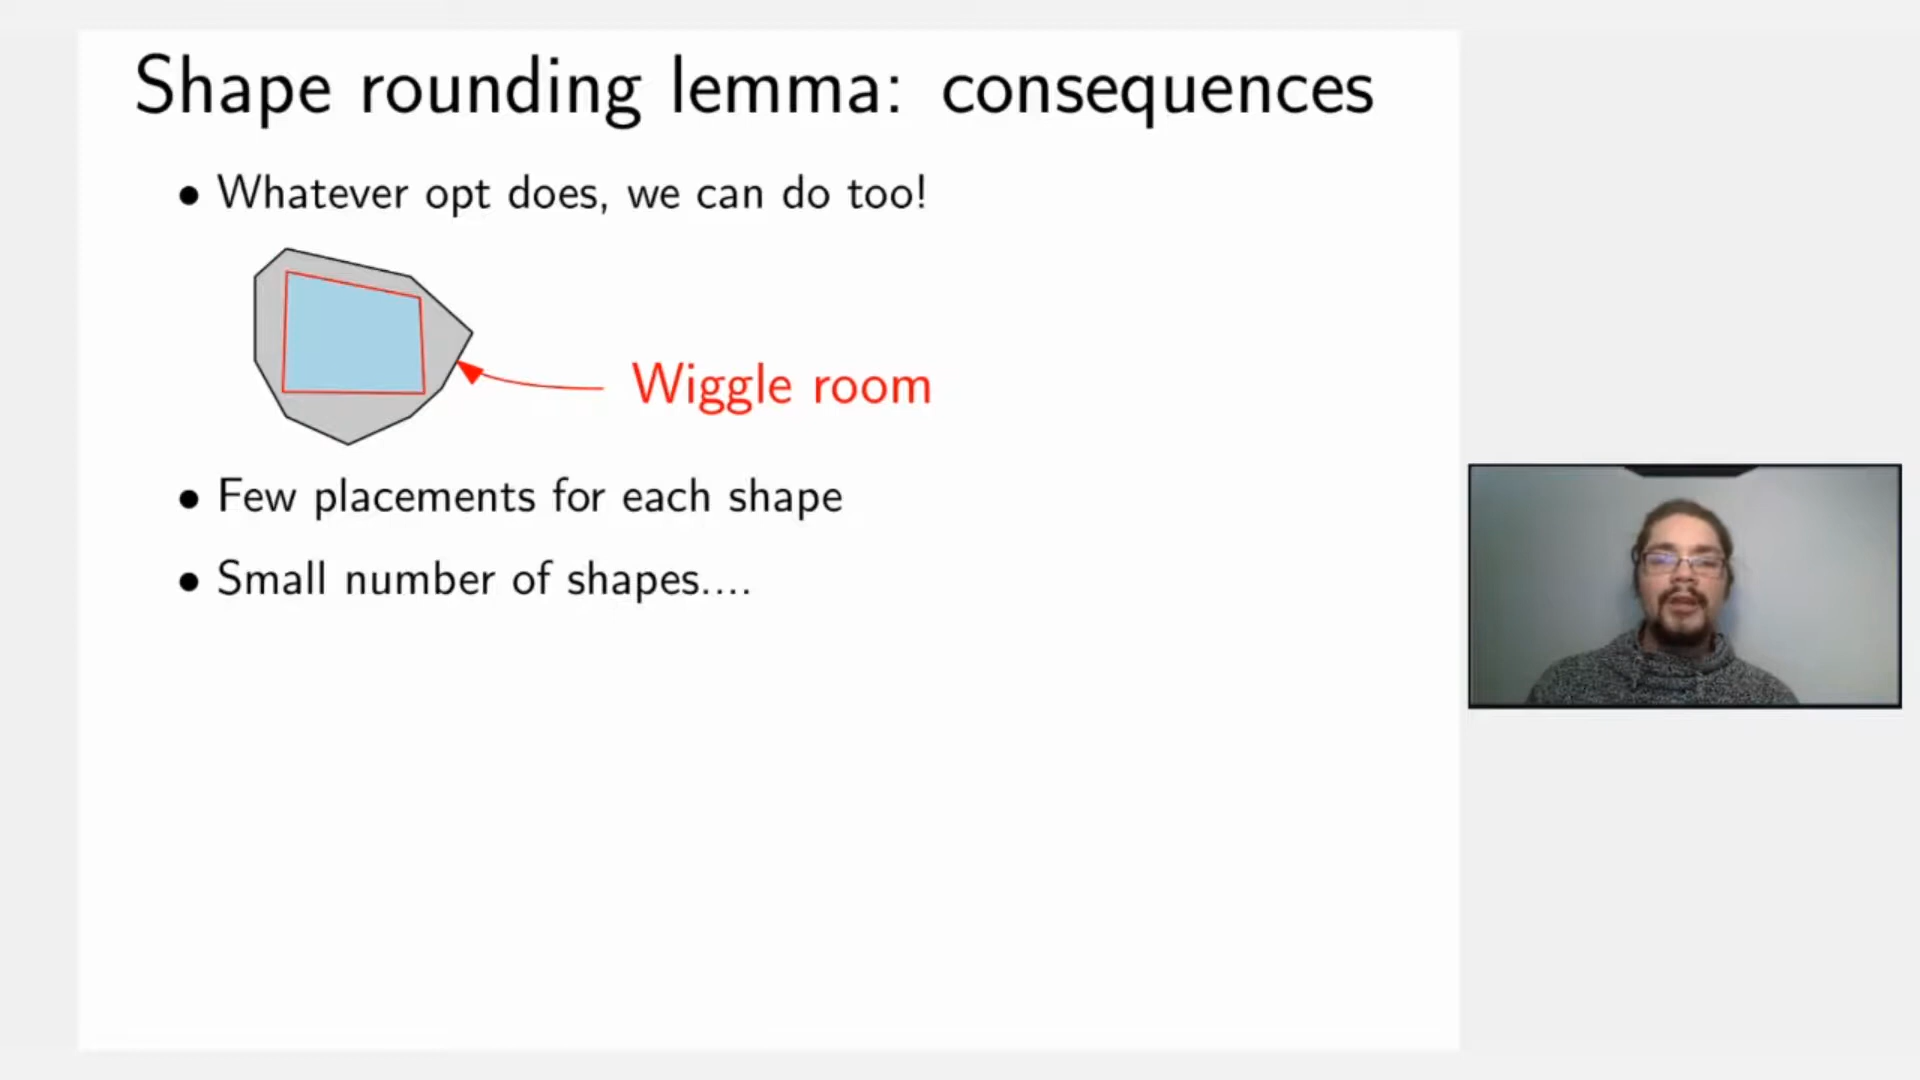 Shape rounding lemma: consequences
• Whatever opt does, we can do too!
Wiggle room
• Few placements for each shape
• Small number of shapes....